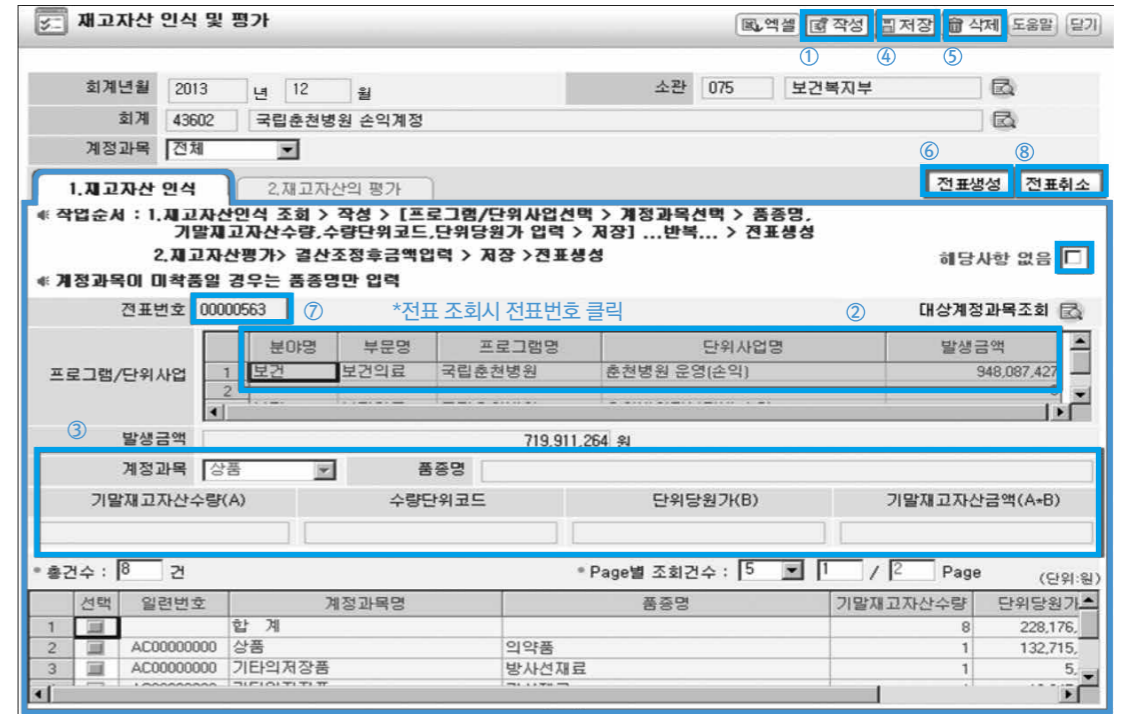 재고자산 인식 및 평가 엑셀 작성 저장 삭제 도움말 닫기
① ④ ⑤
회계년월 2013 년 12 월 소관 075 보건복지부
회계 43602 국립춘천병원 손익계정
계정과목 전체
⑥ ⑧
1.재고자산 인식 2.재고자산의 평가 전표생성 전표취소
작업순서 : 1.재고자산인식 조회 > 작성 > [프로그램/단위사업선택 > 계정과목선택 > 품종명,
기말재고자산수량,수량단위코드,단위당원가 입력 > 저장] ...반복... > 전표생성
2.재고자산평가> 결산조정후금액입력 > 저장 >전표생성
해당사항 없음
계정과목이 미착품일 경우는 품종명만 입력
전표번호 00000563 ⑦ *전표 조회시 전표번호 클릭 ② 대상계정과목조회
분야명 부문명 프로그램명 단위사업명 발생금액
프로그램/단위사업 1 보건 보건의료 국립춘천병원 춘천병원 운영(손익) 948,087,427
2
③
발생금액 719,911,264 원
계정과목 상품 품종명
기말재고자산수량(A) 수량단위코드 단위당원가(B) 기말재고자산금액(A*B)
* 총건수 : 8 건 * Page별 조회건수 : 5 1 / 2 Page (단위:원)
선택 일련번호 계정과목명 품종명 기말재고자산수량 단위당원가
1 합 계 8 228,176,
2 AC00000000 상품 의약품 1 132,715,
3 AC00000000 기타의저장품 방사선재료 1 5,